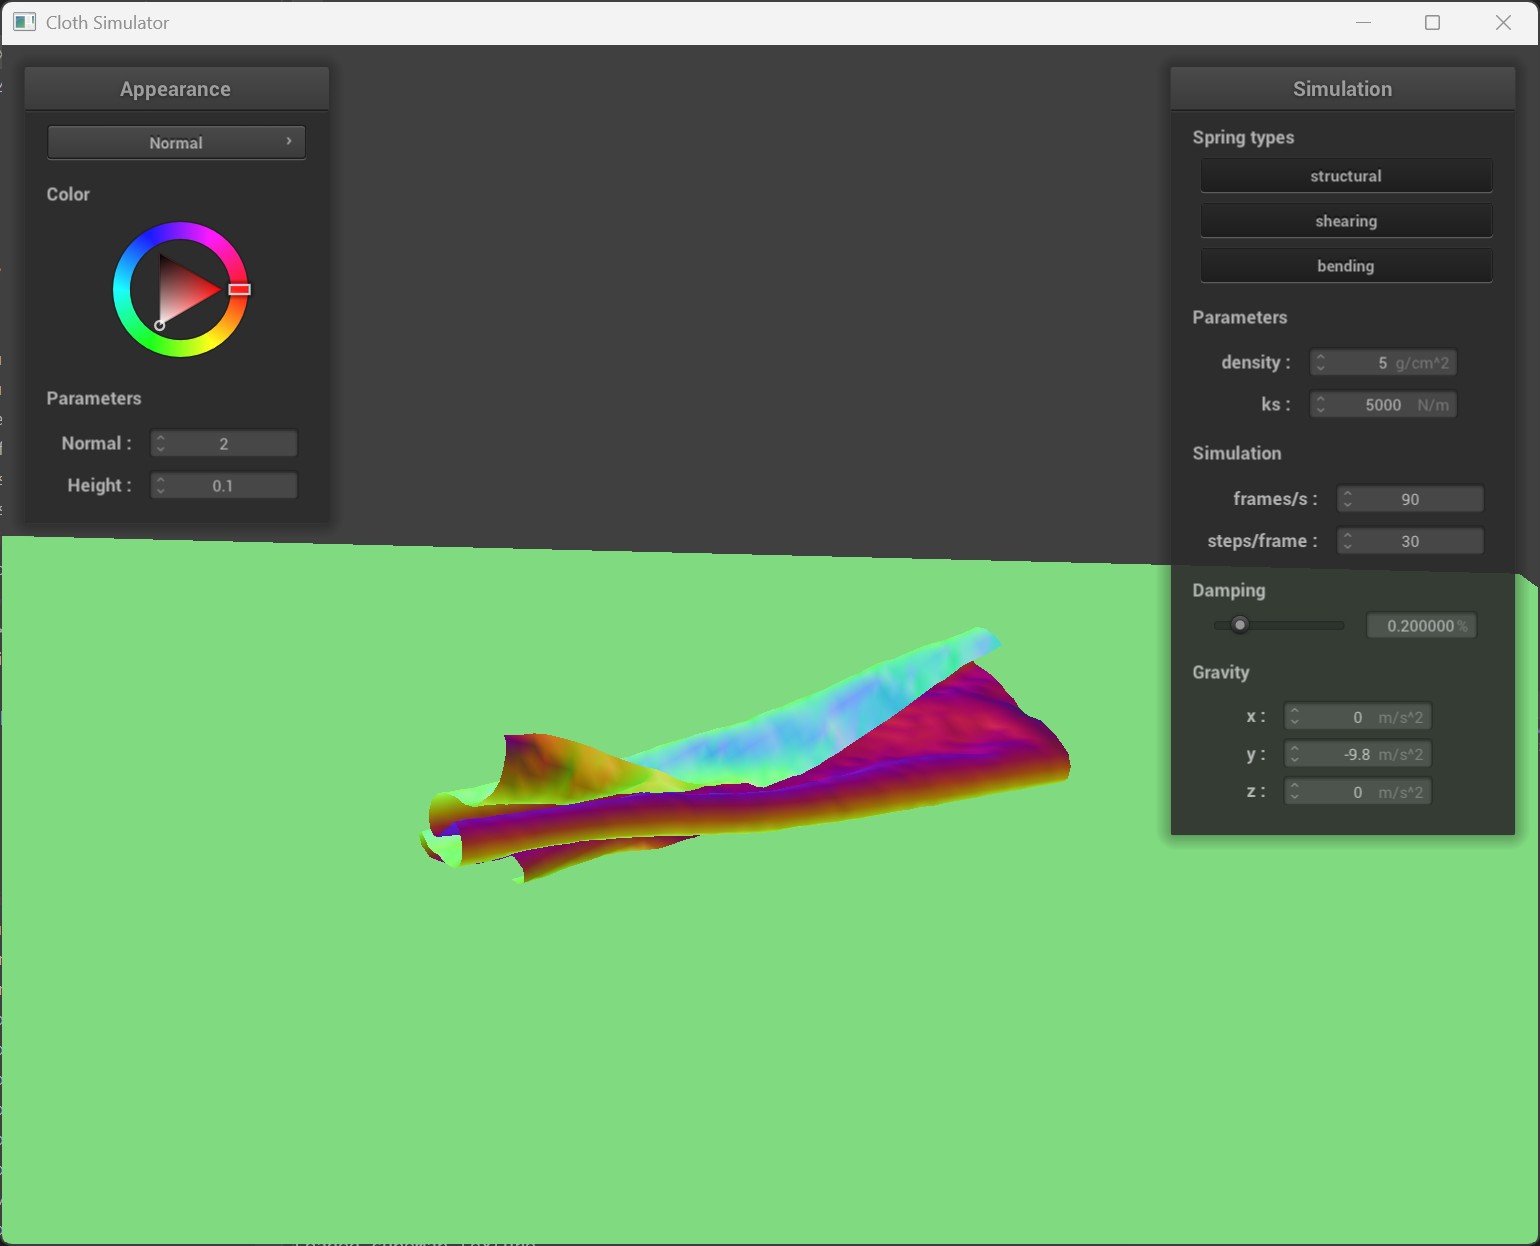 Cloth Simulator
Appearance
Normal
Color
Parameters
Normal : 2
Height : 0.1
Simulation
Spring types
structural
shearing
bending
Parameters
density : 5 g/cm^2
ks : 5000 N/m
Simulation
frames/s : 90
steps/frame : 30
Damping
0.200000 %
Gravity
x : 0 m/s^2
y : -9.8 m/s^2
z : 0 m/s^2